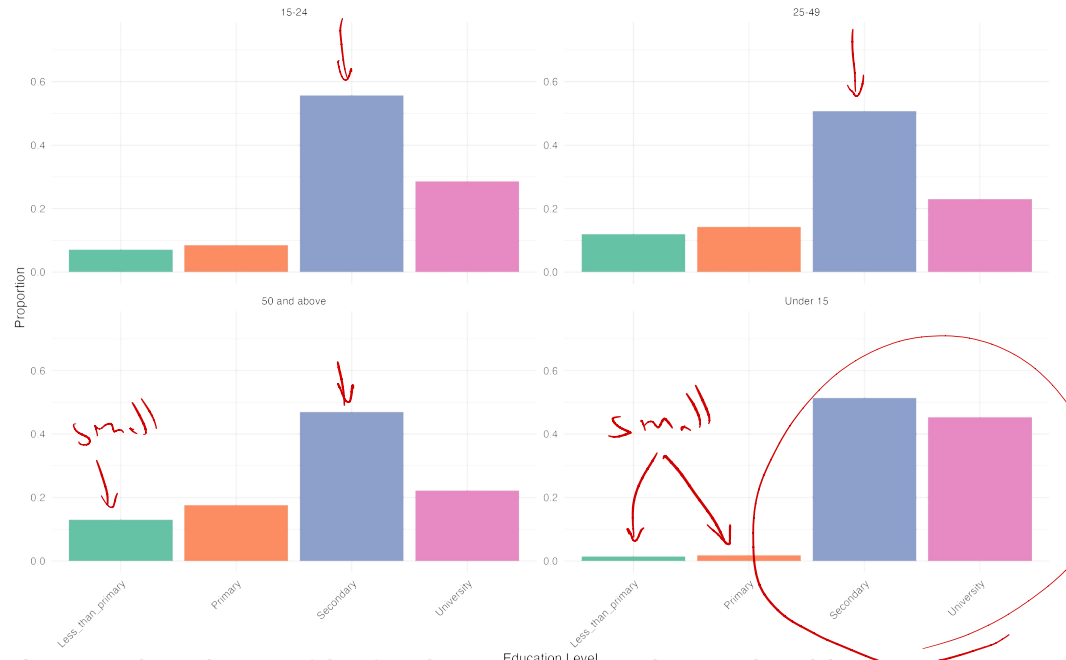 15-24
25-49
0.6
0.4
0.2
0.0
0.6
0.4
0.2
0.0
Proportion
50 and above
Under 15
0.6
0.4
0.2
0.0
small
0.6
0.4
0.2
0.0
small
Less_than_primary
Primary
Secondary
University
Less_than_primary
Primary
Secondary
University
Education Level